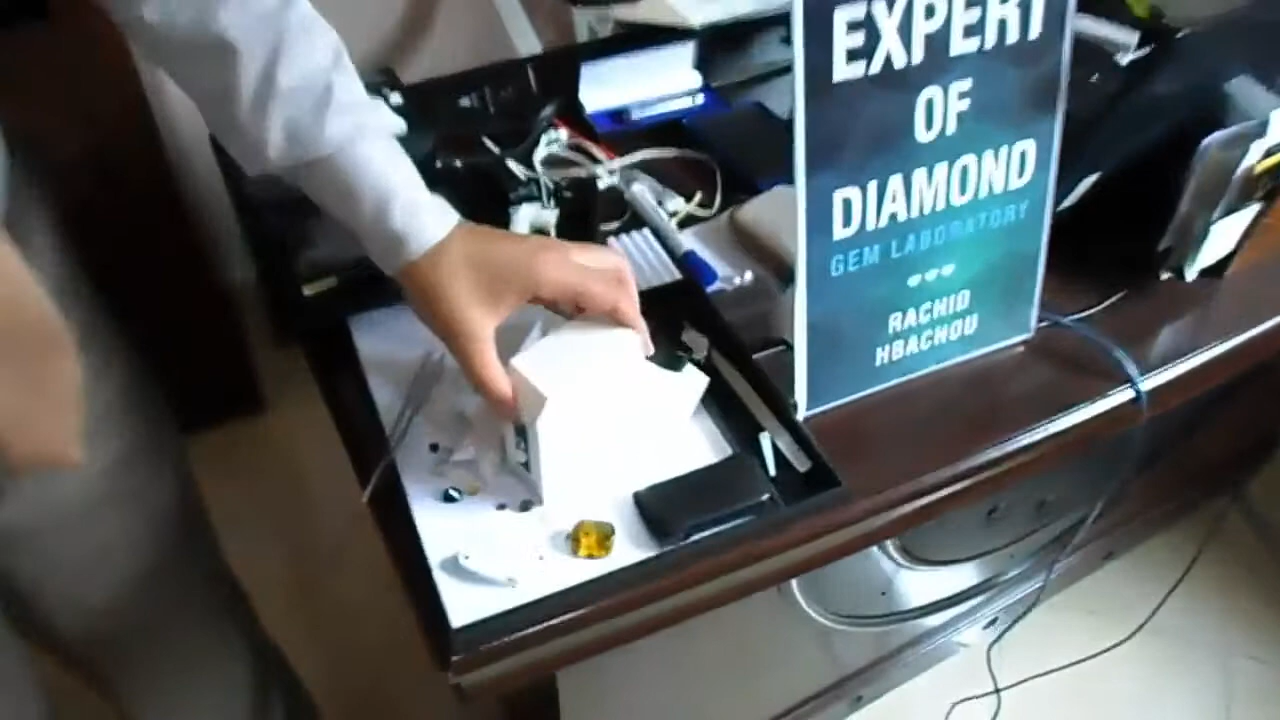 EXPERT
OF
DIAMOND
GEM LABORATORY
RACHID
HBACHOU